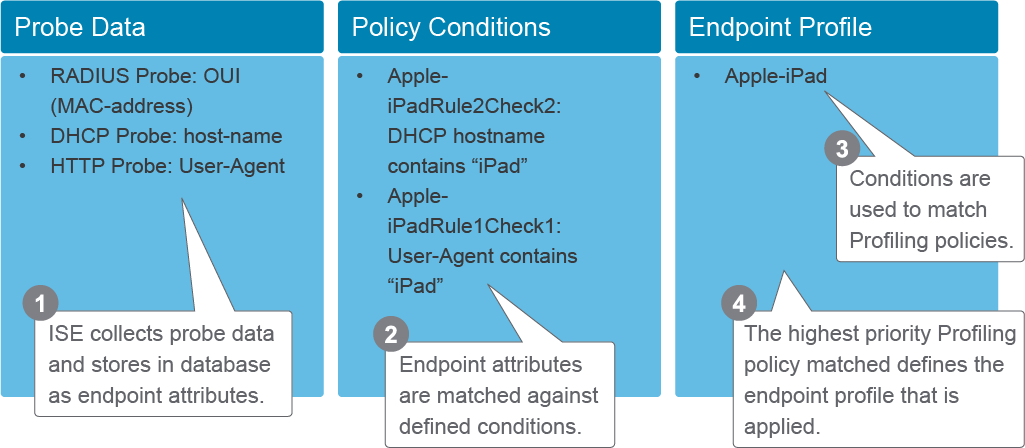 Probe Data
• RADIUS Probe: OUI
(MAC-address)
• DHCP Probe: host-name
• HTTP Probe: User-Agent
1
ISE collects probe data
and stores in database
as endpoint attributes.
Policy Conditions
• Apple-
iPadRule2Check2:
DHCP hostname
contains “iPad”
• Apple-
iPadRule1Check1:
User-Agent contains
“iPad”
2
Endpoint attributes
are matched against
defined conditions.
Endpoint Profile
• Apple-iPad
3
Conditions are
used to match
Profiling policies.
4
The highest priority Profiling
policy matched defines the
endpoint profile that is
applied.